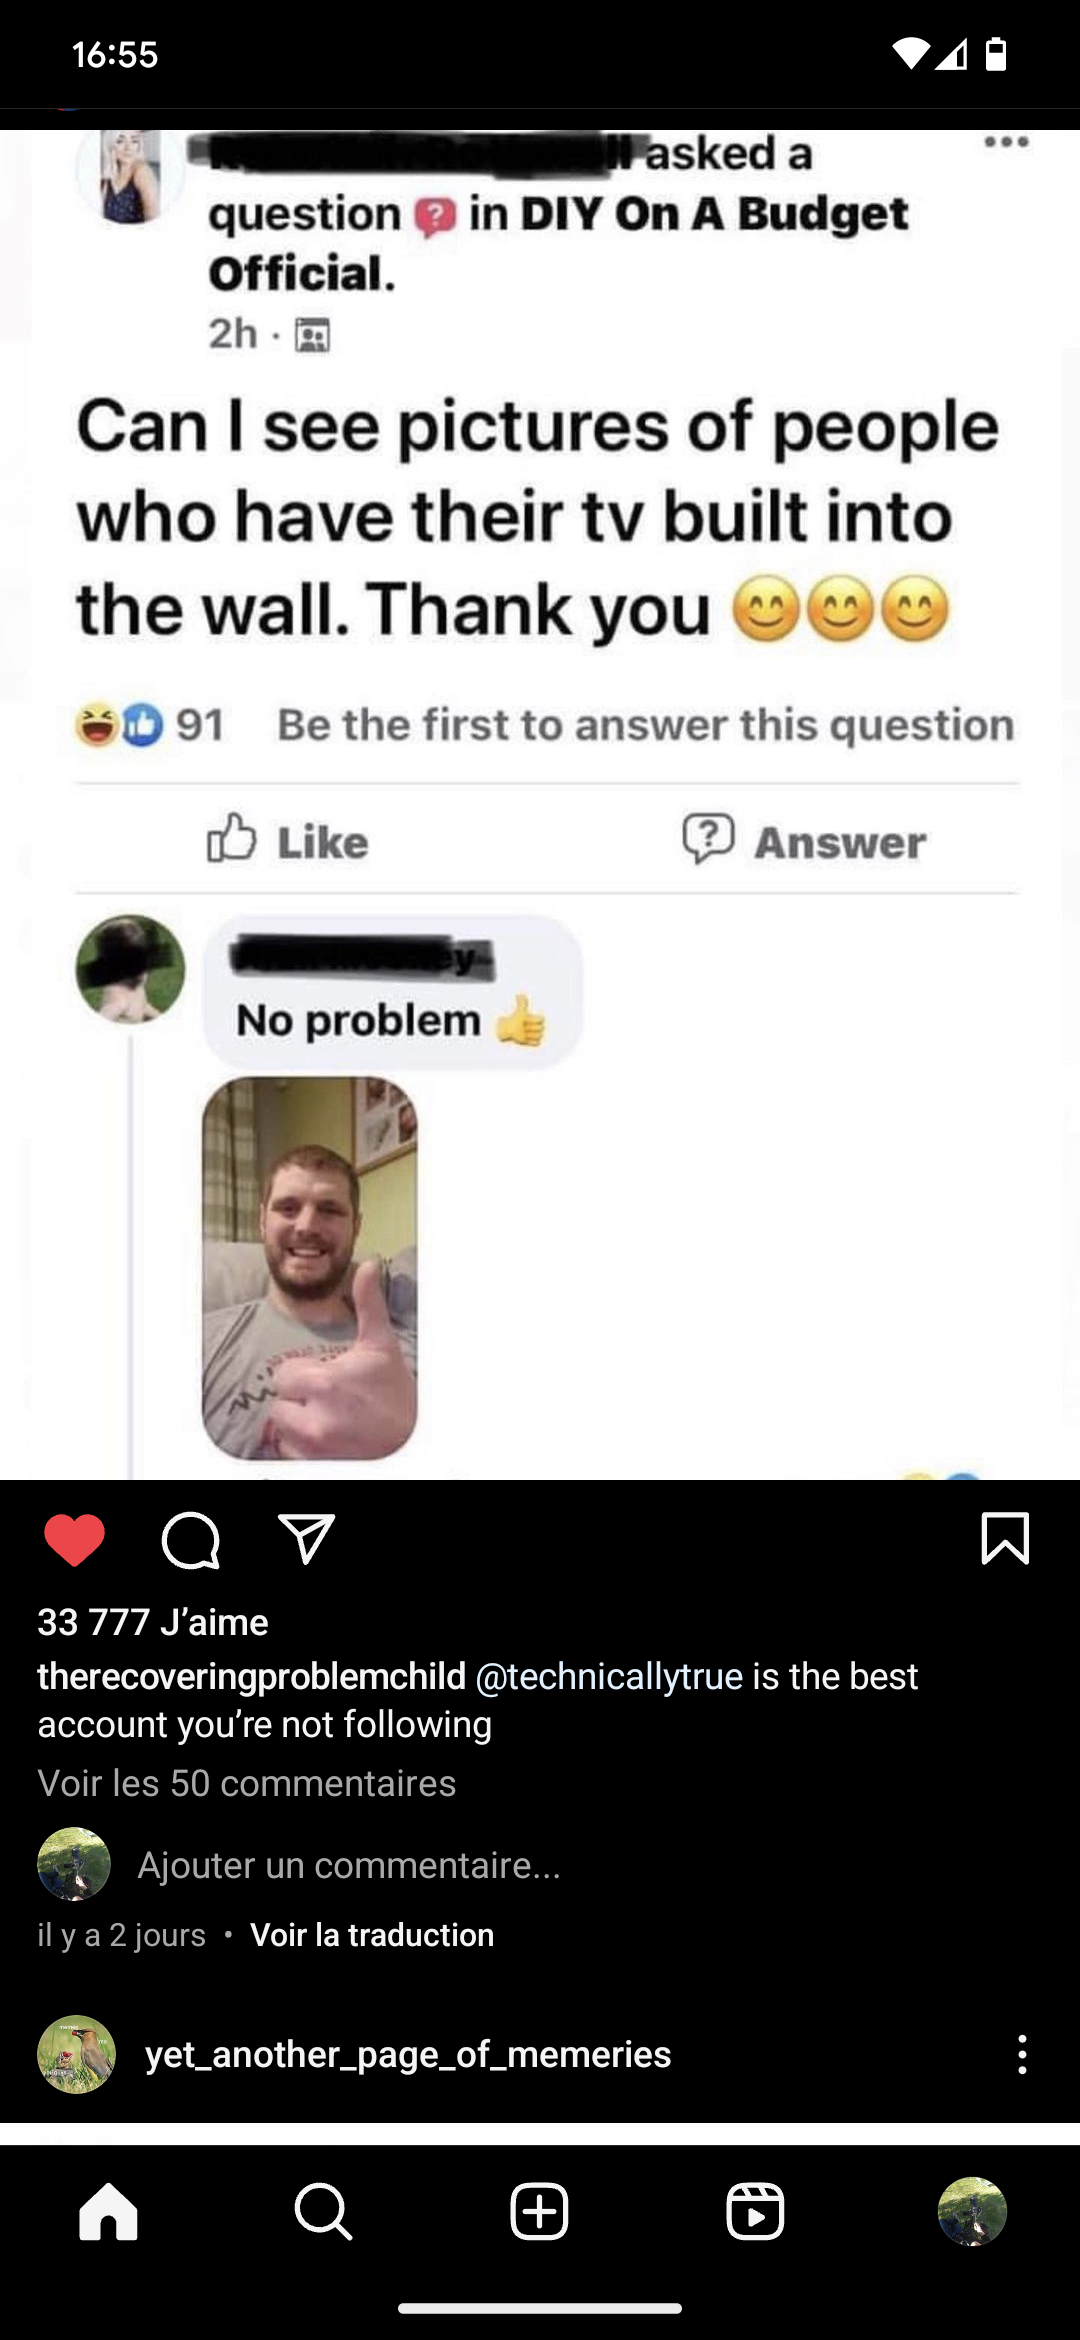 16:55
asked a
question in DIY On A Budget
Official.
2h ·
Can I see pictures of people
who have their tv built into
the wall. Thank you 😊😊😊
91 Be the first to answer this question
Like Answer
No problem 👍
33 777 J’aime
therecoveringproblemchild @technicallytrue is the best
account you’re not following
Voir les 50 commentaires
Ajouter un commentaire...
il y a 2 jours • Voir la traduction
yet_another_page_of_memeries